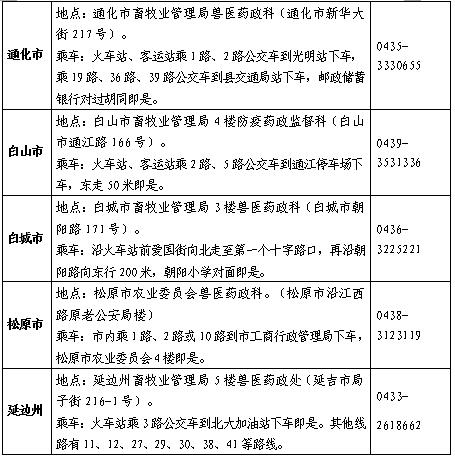 通化市
地点：通化市畜牧业管理局兽医药政科（通化市新华大
街 217 号）。
乘车：火车站、客运站乘 1 路、2 路公交车到光明站下车，
乘 19 路、36 路、39 路公交车到县交通局站下车，邮政储蓄
银行对过胡同即是。
0435-
3330655
白山市
地点：白山市畜牧业管理局 4 楼防疫药政监督科（白山
市通江路 166 号）。
乘车：火车站、客运站乘 2 路、5 路公交车到通江停车场下
车，东走 50 米即是。
0439-
3531336
白城市
地点：白城市畜牧业管理局 3 楼兽医药政科（白城市朝
阳路 171 号）。
乘车：沿火车站前爱国街向北走至第一个十字路口，再沿朝
阳路向东行 200 米，朝阳小学对面即是。
0436-
3225221
松原市
地点：松原市农业委员会兽医药政科。（松原市沿江西
路原老公安局楼）
乘车：市内乘 1 路、2 路或 10 路到市工商行政管理局下车，
松原市农业委员会 4 楼即是。
0438-
3123119
延边州
地点：延边州畜牧业管理局 5 楼兽医药政处（延吉市局
子街 216-1 号）。
乘车：火车站乘 3 路公交车到北大加油站下车即是。其他线
路有 11、12、27、29、30、38、41 等路线。
0433-
2618662